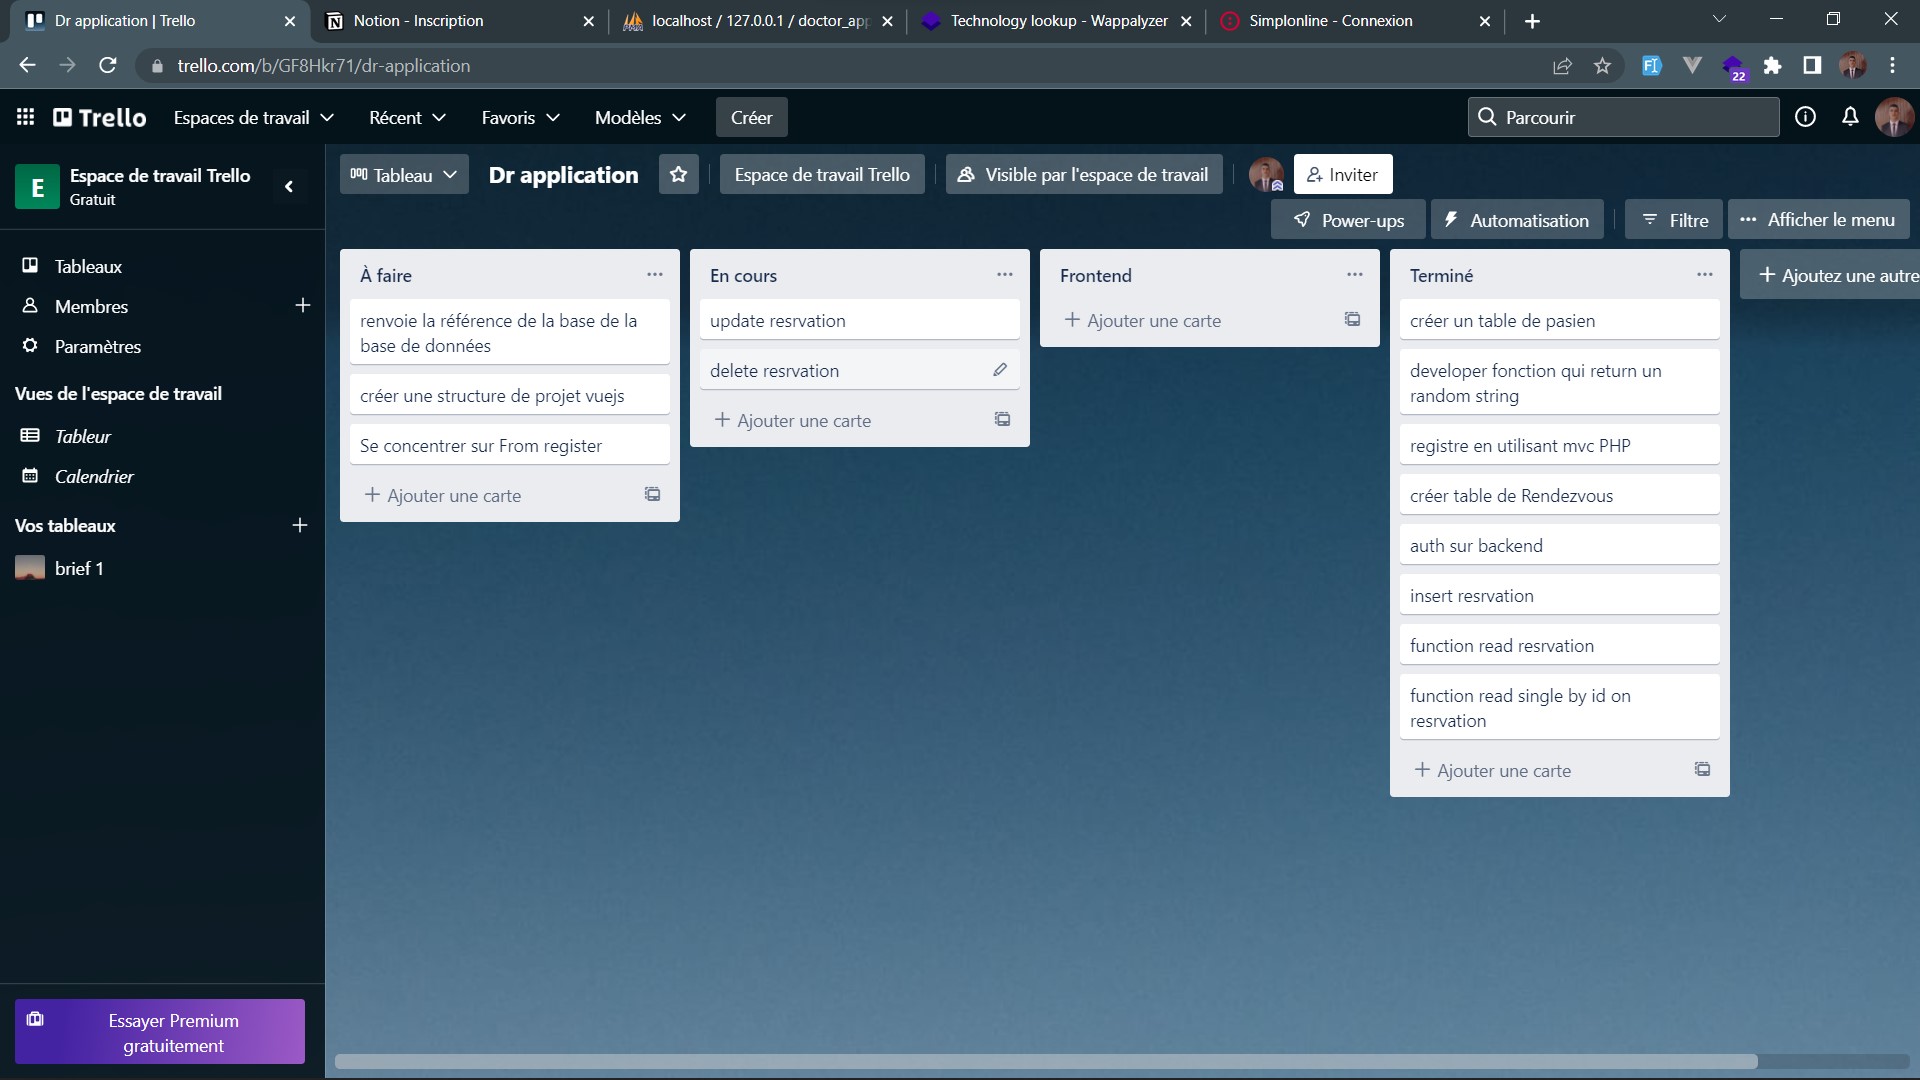 Dr application | Trello
Notion - Inscription
localhost / 127.0.0.1 / doctor_app
Technology lookup - Wappalyzer
Simplonline - Connexion
trello.com/b/GF8Hkr71/dr-application
22
Trello
Espaces de travail
Récent
Favoris
Modèles
Créer
Parcourir
E
Espace de travail Trello
Gratuit
Tableau
Dr application
Espace de travail Trello
Visible par l'espace de travail
Inviter
Power-ups
Automatisation
Filtre
Afficher le menu
Tableaux
Membres
Paramètres
Vues de l'espace de travail
Tableur
Calendrier
Vos tableaux
brief 1
Essayer Premium
gratuitement
À faire
renvoie la référence de la base de la
base de données
créer une structure de projet vuejs
Se concentrer sur From register
Ajouter une carte
En cours
update resrvation
delete resrvation
Ajouter une carte
Frontend
Ajouter une carte
Terminé
créer un table de pasien
developer fonction qui return un
random string
registre en utilisant mvc PHP
créer table de Rendezvous
auth sur backend
insert resrvation
function read resrvation
function read single by id on
resrvation
Ajouter une carte
Ajoutez une autre